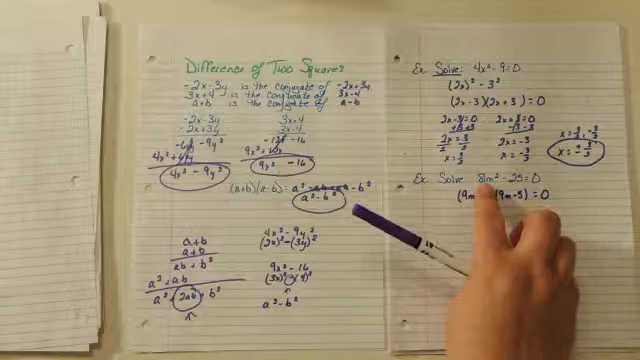 Difference of Two Squares
-2x-3y is the conjugate of -2x+3y
3x+4 is the conjugate of 3x-4
a+b is the conjugate of a-b
-2x-3y
-2x+3y
-9y²
4x²
4x² - 9y²
3x+4
3x-4
-16
9x²
9x² - 16
(a+b)(a-b) = a² - b²
a² - b²
a+b
a+b
ab + b²
a² + ab
a² + 2ab + b²
4x² - 9y²
(2x)² - (3y)²
9x² - 16
(3x)² - (4)²
a² - b²
Ex. Solve: 4x² - 9 = 0
(2x)² - 3²
(2x-3)(2x+3) = 0
2x-3=0 2x+3=0
2x = 3 2x = -3
x = 3/2 x = -3/2
x = 3/2, -3/2
x = ± 3/2
Ex. Solve 81m² - 25 = 0
(9m (9m-5) = 0